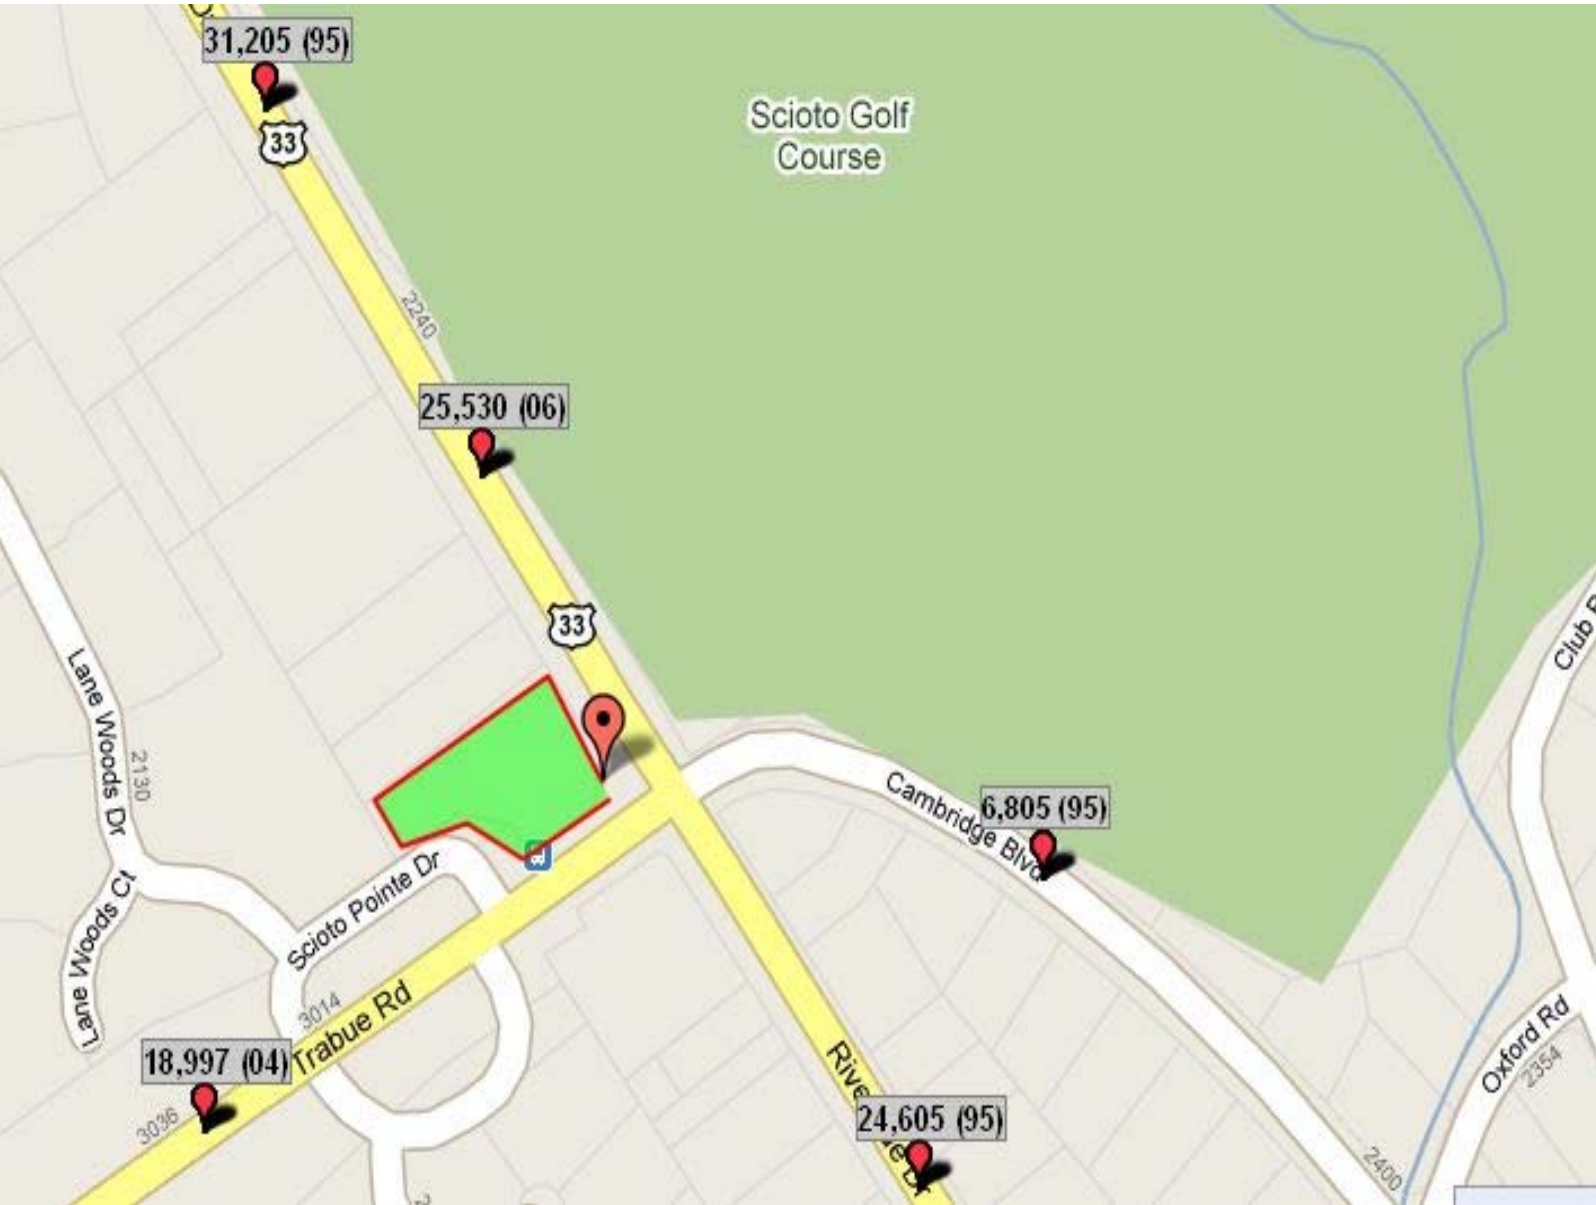 31,205 (95)
33
Scioto Golf
Course
2240
25,530 (06)
33
Lane Woods Dr
2130
Cambridge Blvd
6,805 (95)
Club
Scioto Pointe Dr
Lane Woods Ct
3014
Trabue Rd
18,997 (04)
3036
24,605 (95)
Oxford Rd
2354
2400